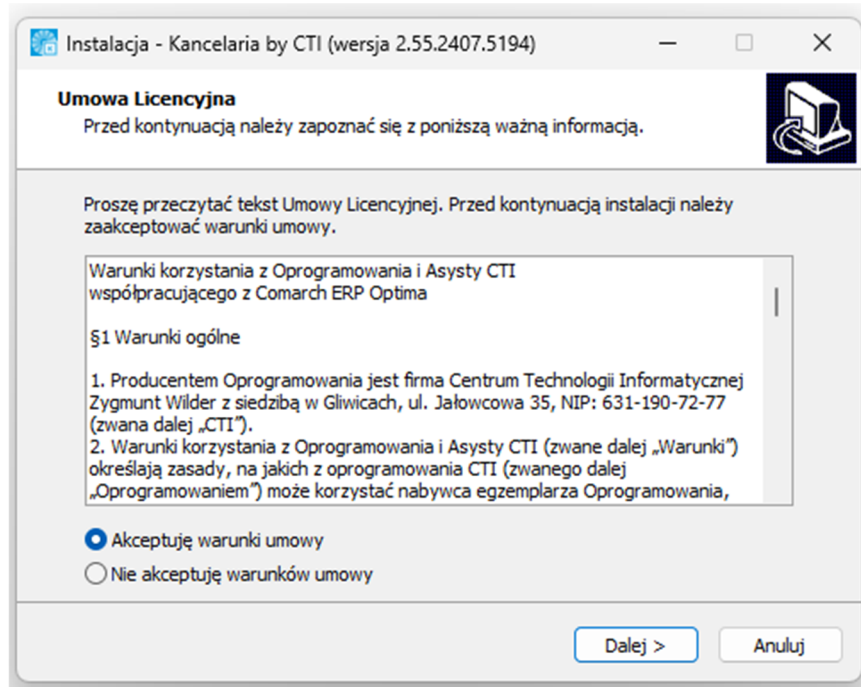 Instalacja - Kancelaria by CTI (wersja 2.55.2407.5194)
Umowa Licencyjna
Przed kontynuacją należy zapoznać się z poniższą ważną informacją.
Proszę przeczytać tekst Umowy Licencyjnej. Przed kontynuacją instalacji należy
zaakceptować warunki umowy.
Warunki korzystania z Oprogramowania i Asysty CTI
współpracującego z Comarch ERP Optima
§1 Warunki ogólne
1. Producentem Oprogramowania jest firma Centrum Technologii Informatycznej
Zygmunt Wilder z siedzibą w Gliwicach, ul. Jałowcowa 35, NIP: 631-190-72-77
(zwana dalej „CTI”).
2. Warunki korzystania z Oprogramowania i Asysty CTI (zwane dalej „Warunki”)
określają zasady, na jakich z oprogramowania CTI (zwanego dalej
„Oprogramowaniem”) może korzystać nabywca egzemplarza Oprogramowania,
Akceptuję warunki umowy
Nie akceptuję warunków umowy
Dalej >
Anuluj